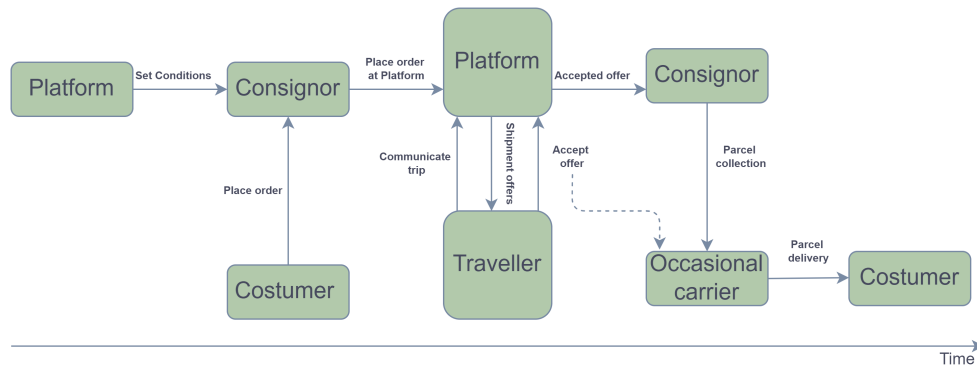 Platform
Set Conditions
Consignor
Place order
at Platform
Platform
Accepted offer
Consignor
Place order
Communicate
trip
Shipment offers
Accept
offer
Parcel
collection
Costumer
Traveller
Occasional
carrier
Parcel
delivery
Costumer
Time